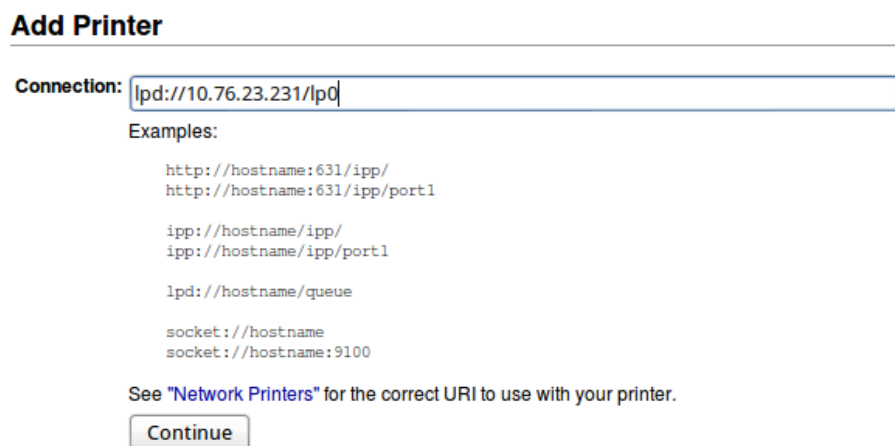 Add Printer
Connection: lpd://10.76.23.231/lp0
Examples:
http://hostname:631/ipp/
http://hostname:631/ipp/port1
ipp://hostname/ipp/
ipp://hostname/ipp/port1
lpd://hostname/queue
socket://hostname
socket://hostname:9100
See "Network Printers" for the correct URI to use with your printer.
Continue